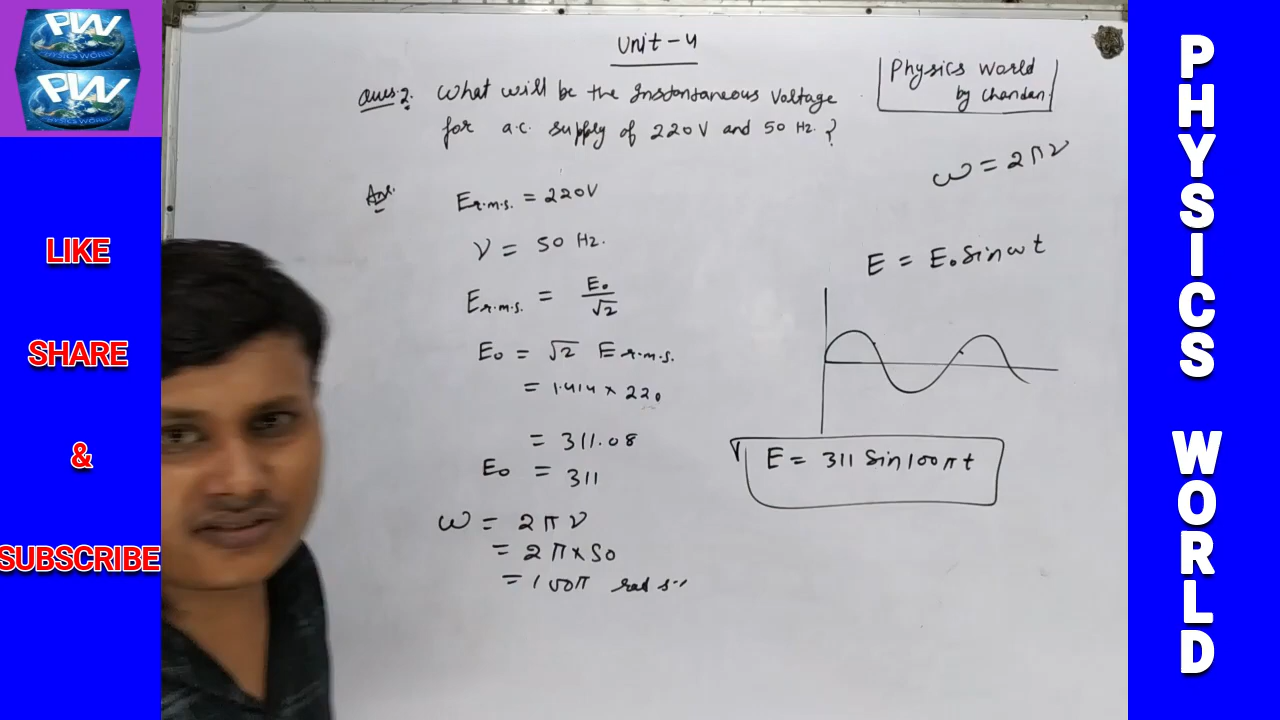 PW
PHYSICS WORLD
PW
PHYSICS WORLD
LIKE
SHARE
&
SUBSCRIBE
Unit-4
Physics World
by Chandan
Ques.2. What will be the Instantaneous Voltage
for a.c. supply of 220V and 50 Hz. ?
Ans.
Er.m.s. = 220V
ν = 50 Hz.
Er.m.s. = E₀/√2
E₀ = √2 Er.m.s.
= 1.414 × 220
= 311.08
E₀ = 311
ω = 2πν
= 2π×50
= 100π rad s⁻¹
ω = 2πν
E = E₀ Sin ωt
E = 311 Sin100πt
PHYSICS WORLD